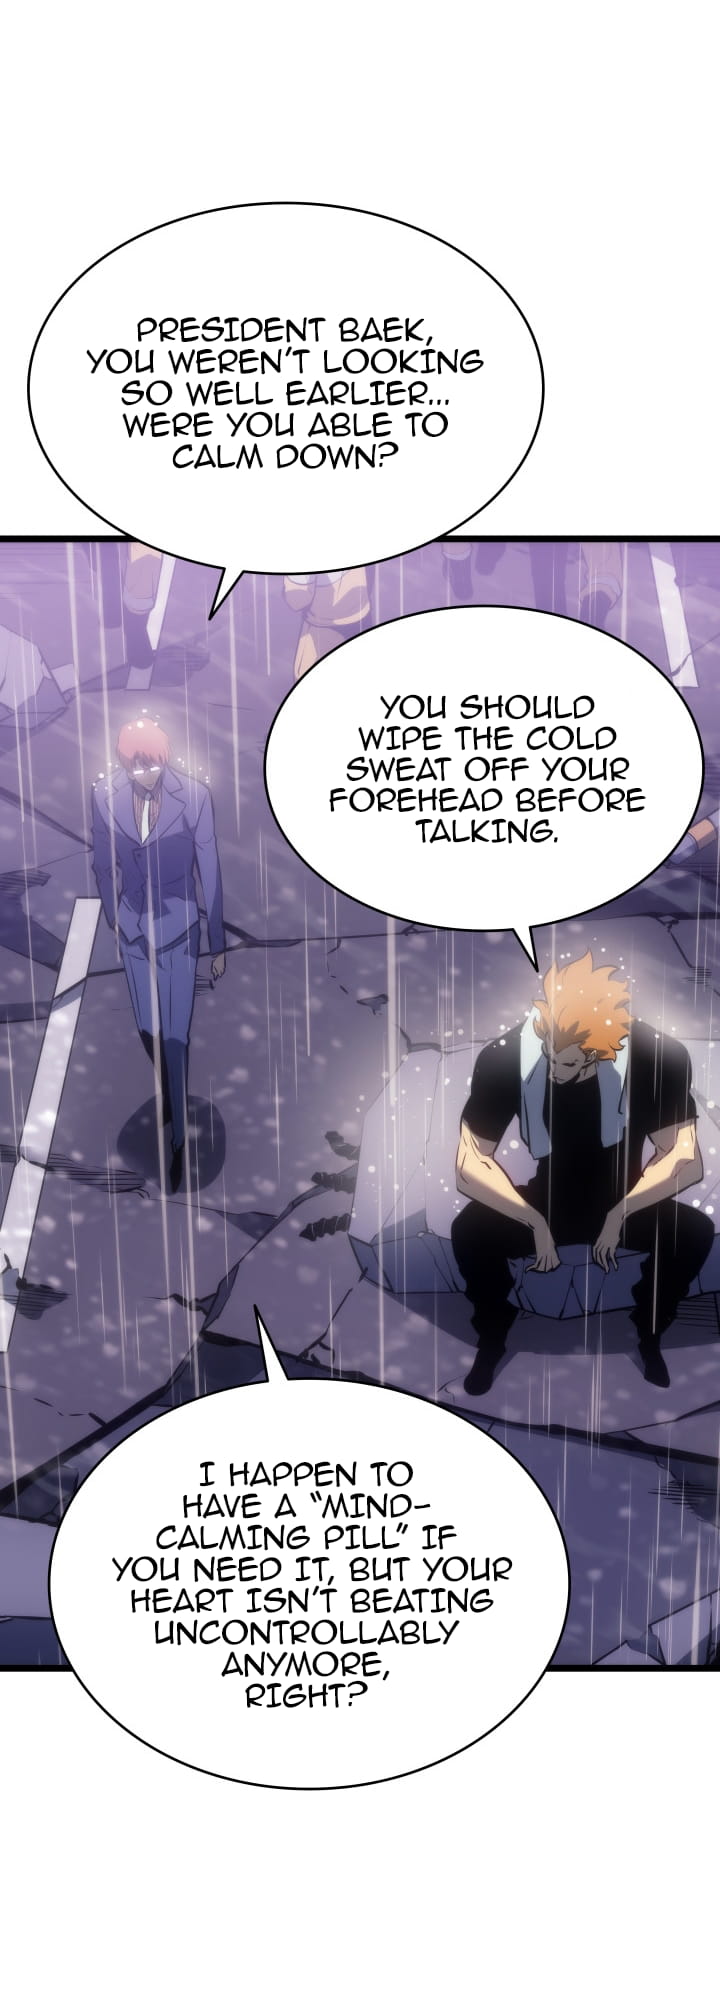 PRESIDENT BAEK,
YOU WEREN'T LOOKING
SO WELL EARLIER...
WERE YOU ABLE TO
CALM DOWN?
YOU SHOULD
WIPE THE COLD
SWEAT OFF YOUR
FOREHEAD BEFORE
TALKING.
I HAPPEN TO
HAVE A "MIND-
CALMING PILL" IF
YOU NEED IT, BUT YOUR
HEART ISN'T BEATING
UNCONTROLLABLY
ANYMORE,
RIGHT?